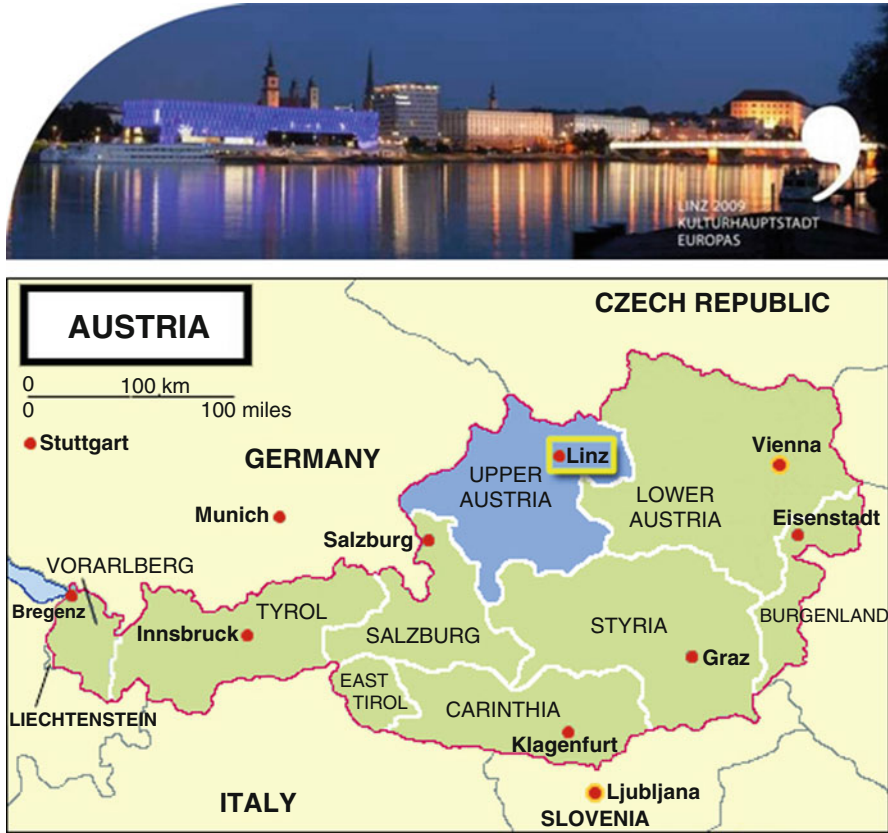 LINZ 2009
KULTURHAUPTSTADT
EUROPAS
AUSTRIA
CZECH REPUBLIC
0 100 km
0 100 miles
Stuttgart
GERMANY
Linz
Vienna
UPPER
AUSTRIA
LOWER
AUSTRIA
Munich
Eisenstadt
Salzburg
VORARLBERG
Bregenz
TYROL
Innsbruck
SALZBURG
STYRIA
BURGENLAND
Graz
EAST
TIROL
CARINTHIA
LIECHTENSTEIN
Klagenfurt
ITALY
Ljubljana
SLOVENIA